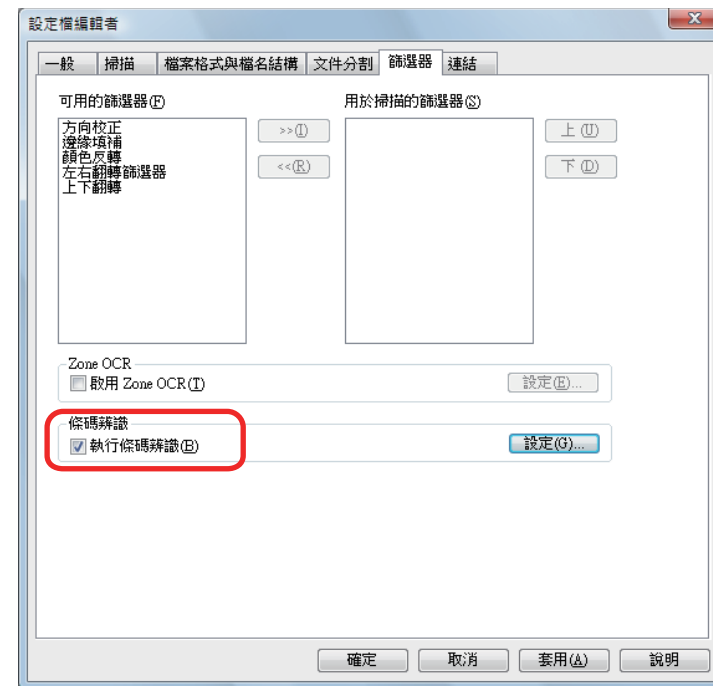 設定檔編輯者
一般 掃描 檔案格式與檔名結構 文件分割 篩選器 連結
可用的篩選器(F) 用於掃描的篩選器(S)
方向校正
邊緣填補
顏色反轉
左右翻轉篩選器
上下翻轉
>>(I)
<<(R)
上(U)
下(D)
Zone OCR
啟用 Zone OCR(T) 設定(E)...
條碼辨識
執行條碼辨識(B) 設定(G)...
確定 取消 套用(A) 說明